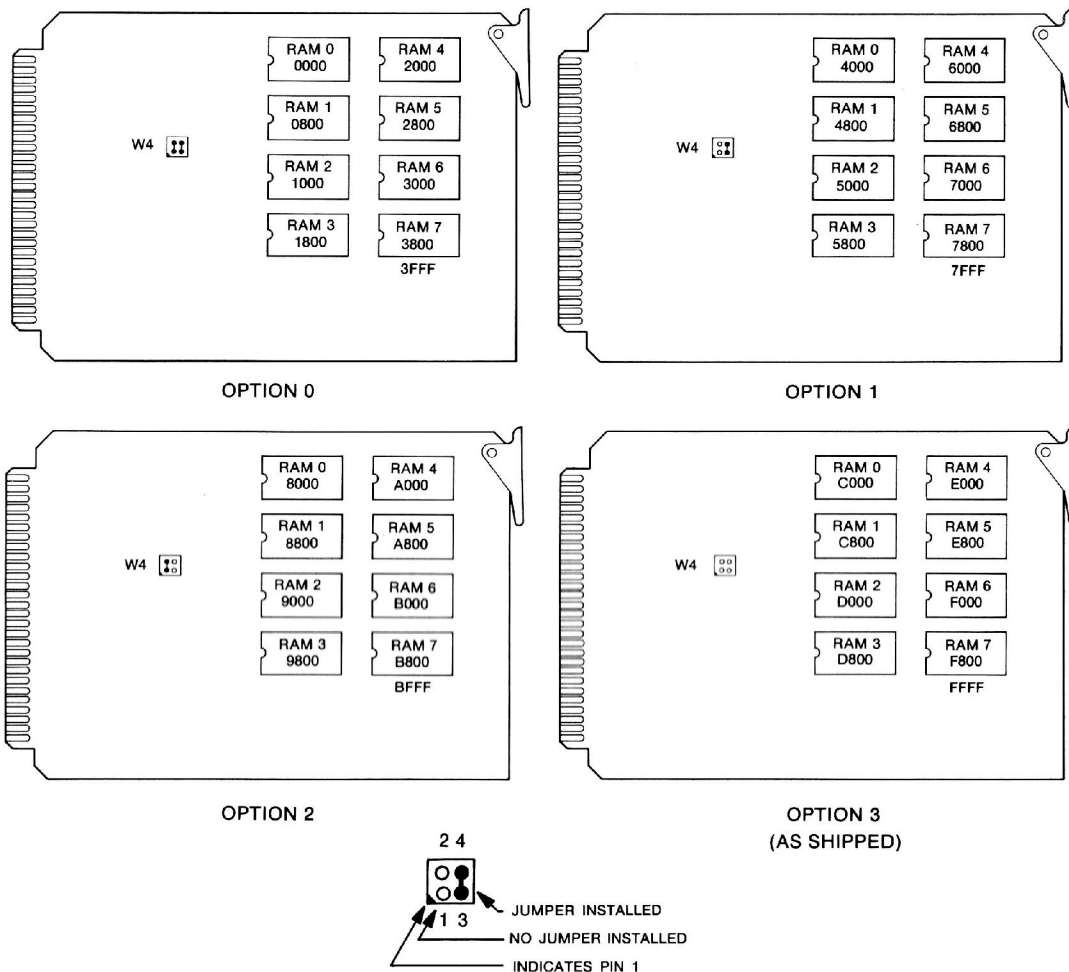 RAM 0
0000
RAM 4
2000
RAM 1
0800
RAM 5
2800
W4
RAM 2
1000
RAM 6
3000
RAM 3
1800
RAM 7
3800
3FFF
OPTION 0
RAM 0
4000
RAM 4
6000
RAM 1
4800
RAM 5
6800
W4
RAM 2
5000
RAM 6
7000
RAM 3
5800
RAM 7
7800
7FFF
OPTION 1
RAM 0
8000
RAM 4
A000
RAM 1
8800
RAM 5
A800
W4
RAM 2
9000
RAM 6
B000
RAM 3
9800
RAM 7
B800
BFFF
OPTION 2
RAM 0
C000
RAM 4
E000
RAM 1
C800
RAM 5
E800
W4
RAM 2
D000
RAM 6
F000
RAM 3
D800
RAM 7
F800
FFFF
OPTION 3
(AS SHIPPED)
2 4
1 3
JUMPER INSTALLED
NO JUMPER INSTALLED
INDICATES PIN 1